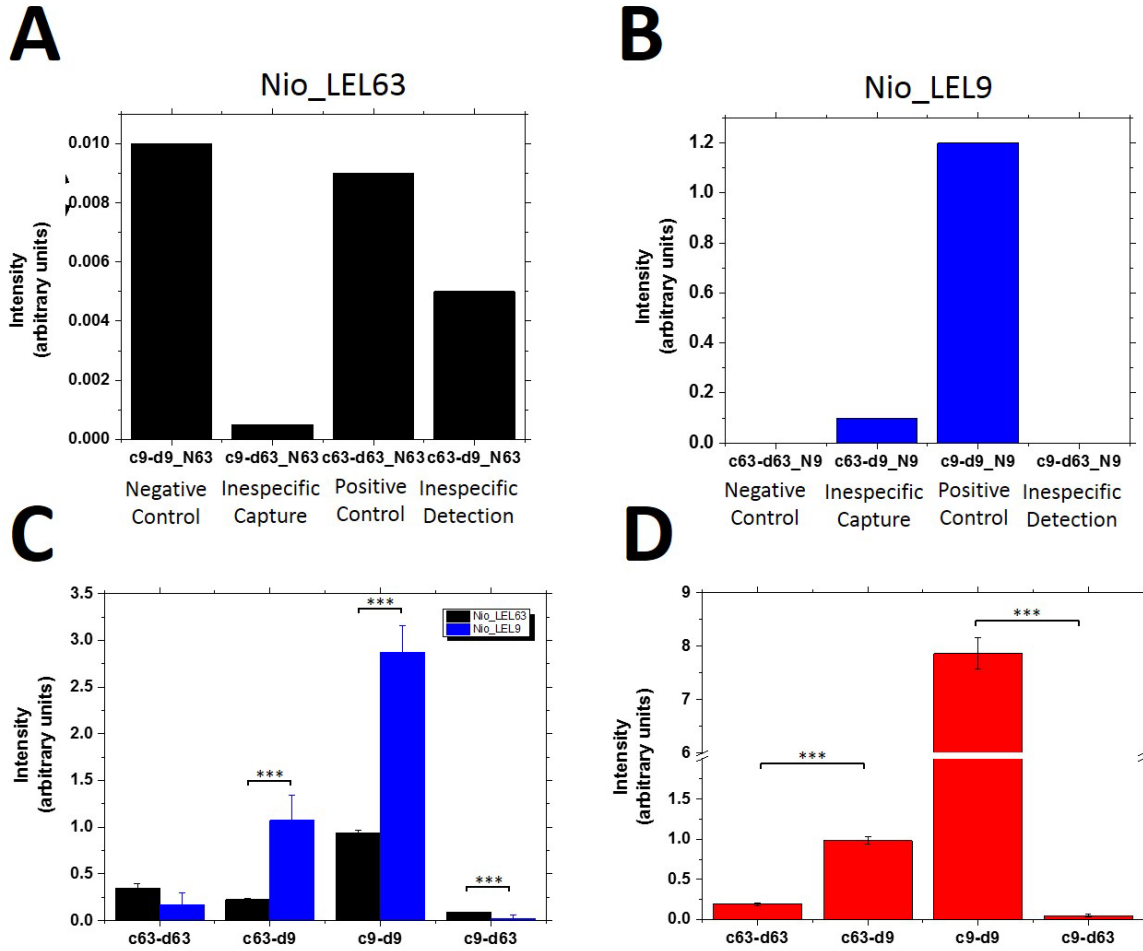 A
Nio_LEL63
Intensity
(arbitrary units)
0.010
0.008
0.006
0.004
0.002
0.000
c9-d9_N63 c9-d63_N63 c63-d63_N63 c63-d9_N63
Negative Inespecific Positive Inespecific
Control Capture Control Detection
B
Nio_LEL9
Intensity
(arbitrary units)
1.2
1.0
0.8
0.6
0.4
0.2
0.0
c63-d63_N9 c63-d9_N9 c9-d9_N9 c9-d63_N9
Negative Inespecific Positive Inespecific
Control Capture Control Detection
C
Intensity
(arbitrary units)
3.5
3.0
2.5
2.0
1.5
1.0
0.5
0.0
***
***
***
Nio_LEL63
Nio_LEL9
c63-d63 c63-d9 c9-d9 c9-d63
D
Intensity
(arbitrary units)
9
8
7
6
1.5
1.0
0.5
0.0
***
***
c63-d63 c63-d9 c9-d9 c9-d63